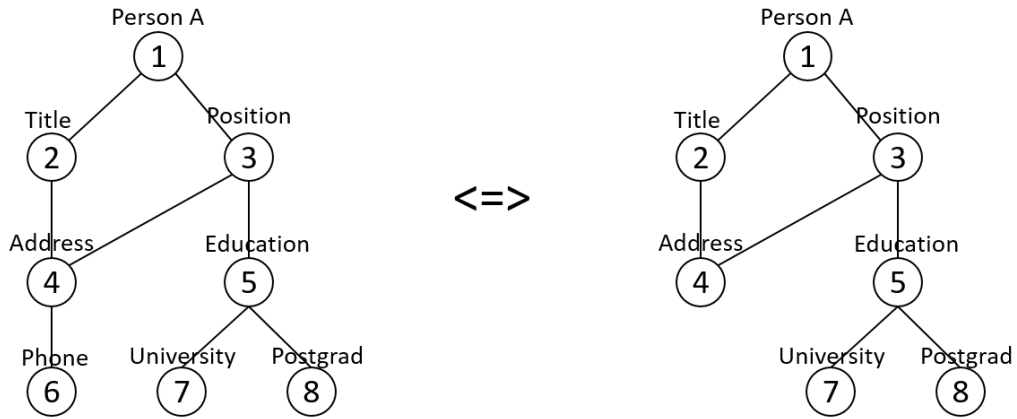 Person A
1
Title
Position
2
3
Address
Education
4
5
Phone
University
Postgrad
6
7
8
<=>
Person A
1
Title
Position
2
3
Address
Education
4
5
University
Postgrad
7
8